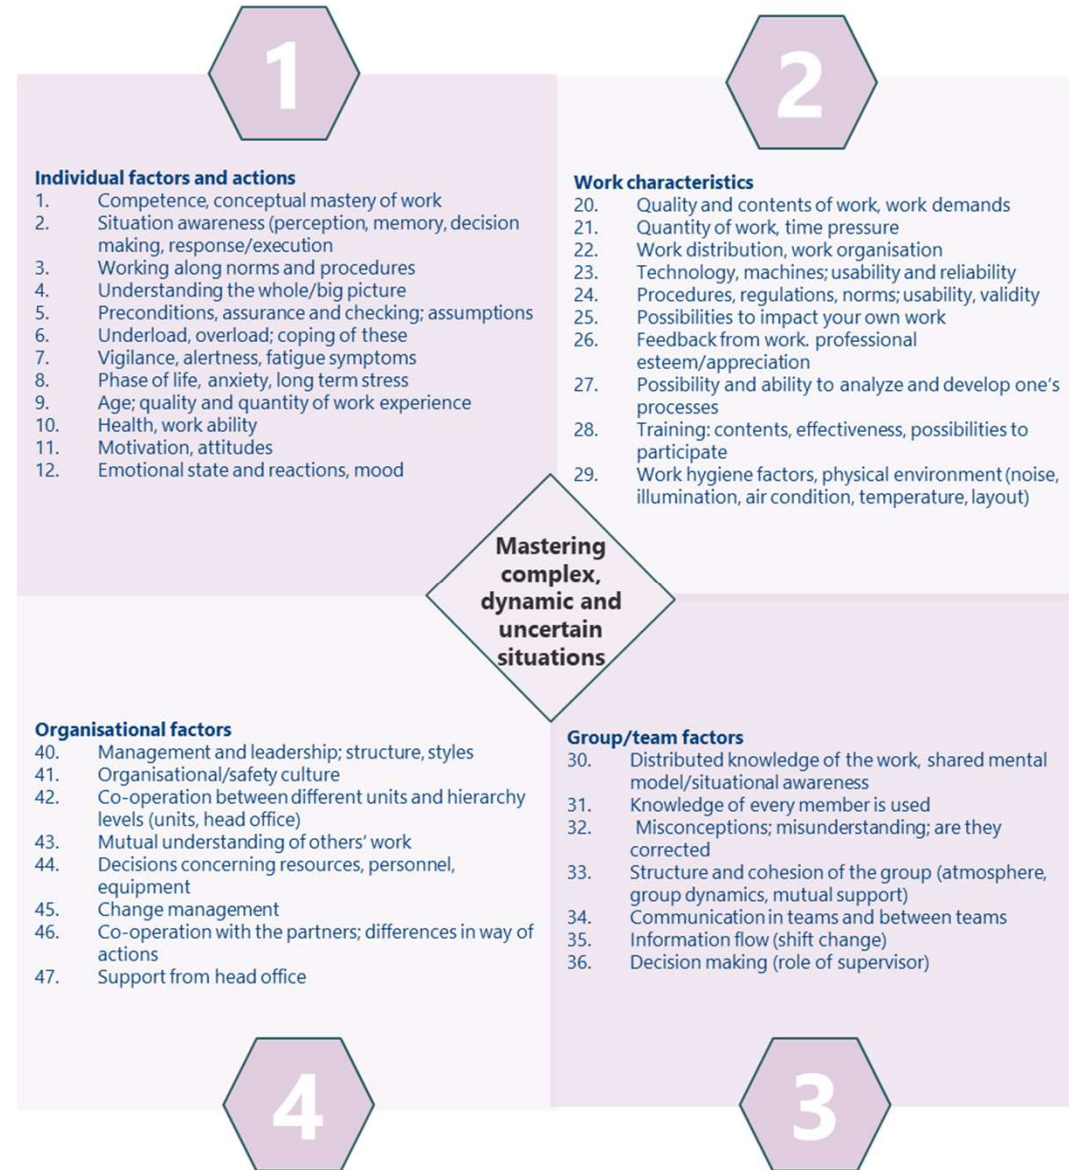 1
Individual factors and actions
1. Competence, conceptual mastery of work
2. Situation awareness (perception, memory, decision
making, response/execution
3. Working along norms and procedures
4. Understanding the whole/big picture
5. Preconditions, assurance and checking; assumptions
6. Underload, overload; coping of these
7. Vigilance, alertness, fatigue symptoms
8. Phase of life, anxiety, long term stress
9. Age; quality and quantity of work experience
10. Health, work ability
11. Motivation, attitudes
12. Emotional state and reactions, mood
2
Work characteristics
20. Quality and contents of work, work demands
21. Quantity of work, time pressure
22. Work distribution, work organisation
23. Technology, machines; usability and reliability
24. Procedures, regulations, norms; usability, validity
25. Possibilities to impact your own work
26. Feedback from work. professional
esteem/appreciation
27. Possibility and ability to analyze and develop one's
processes
28. Training: contents, effectiveness, possibilities to
participate
29. Work hygiene factors, physical environment (noise,
illumination, air condition, temperature, layout)
Mastering
complex,
dynamic and
uncertain
situations
Organisational factors
40. Management and leadership; structure, styles
41. Organisational/safety culture
42. Co-operation between different units and hierarchy
levels (units, head office)
43. Mutual understanding of others' work
44. Decisions concerning resources, personnel,
equipment
45. Change management
46. Co-operation with the partners; differences in way of
actions
47. Support from head office
4
Group/team factors
30. Distributed knowledge of the work, shared mental
model/situational awareness
31. Knowledge of every member is used
32. Misconceptions; misunderstanding; are they
corrected
33. Structure and cohesion of the group (atmosphere,
group dynamics, mutual support)
34. Communication in teams and between teams
35. Information flow (shift change)
36. Decision making (role of supervisor)
3